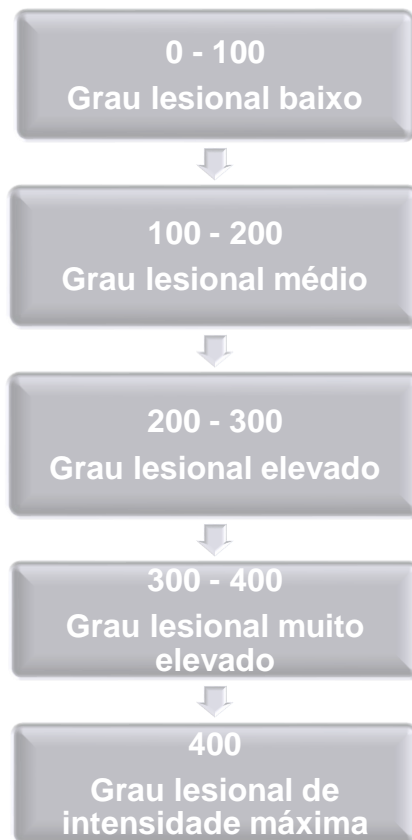 0 - 100
Grau lesional baixo
100 - 200
Grau lesional médio
200 - 300
Grau lesional elevado
300 - 400
Grau lesional muito
elevado
400
Grau lesional de
intensidade máxima